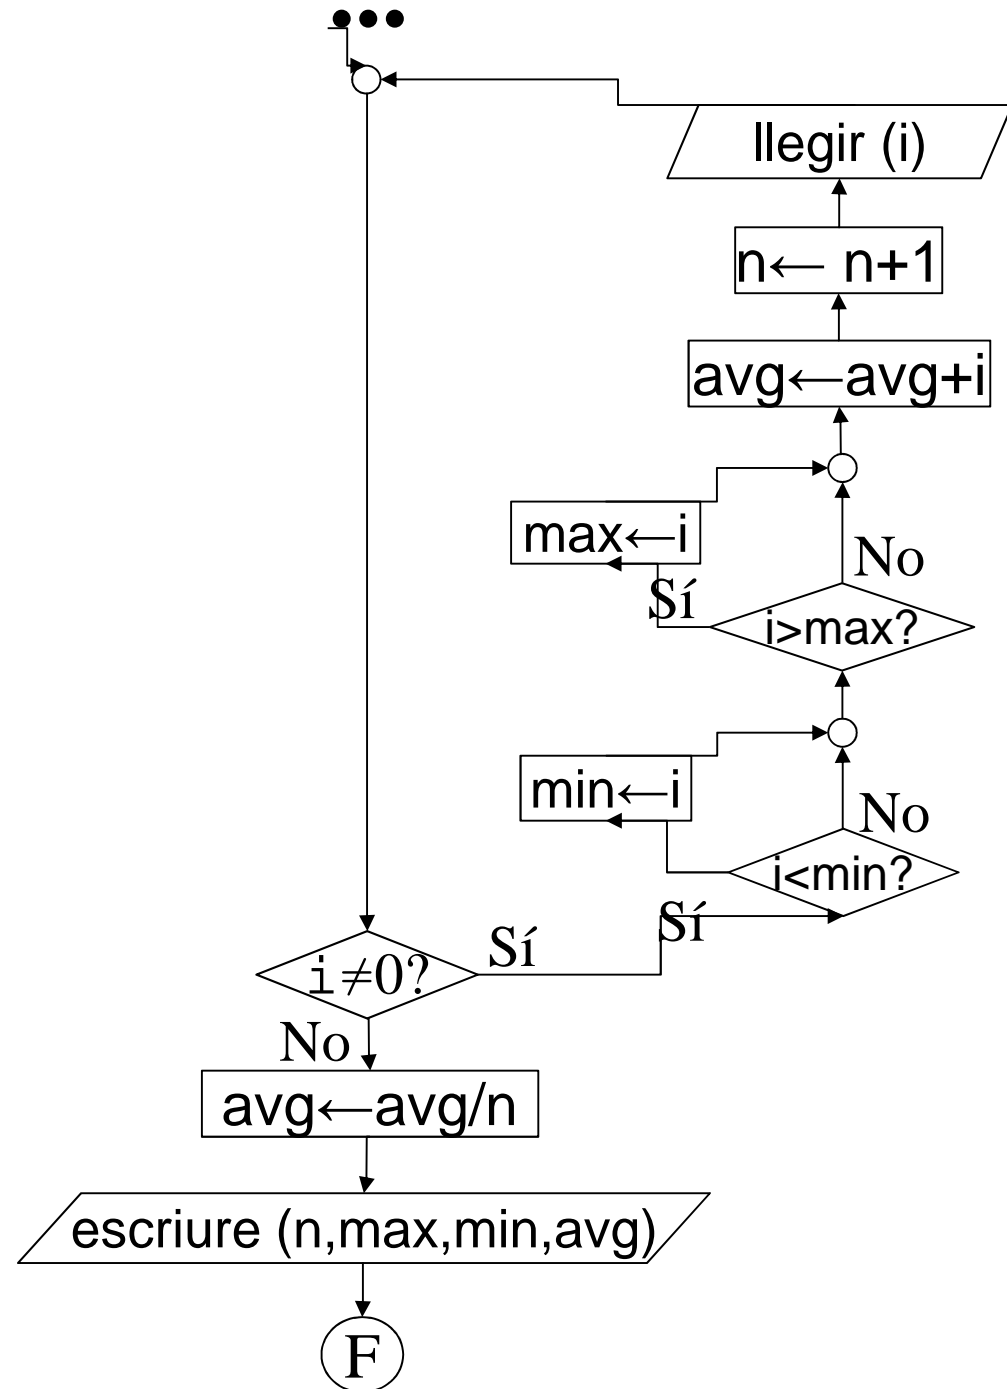 •••
llegir (i)
n← n+1
avg←avg+i
max←i
No
Sí
i>max?
min←i
No
i<min?
Sí
Sí
i≠0?
No
avg←avg/n
escriure (n,max,min,avg)
F